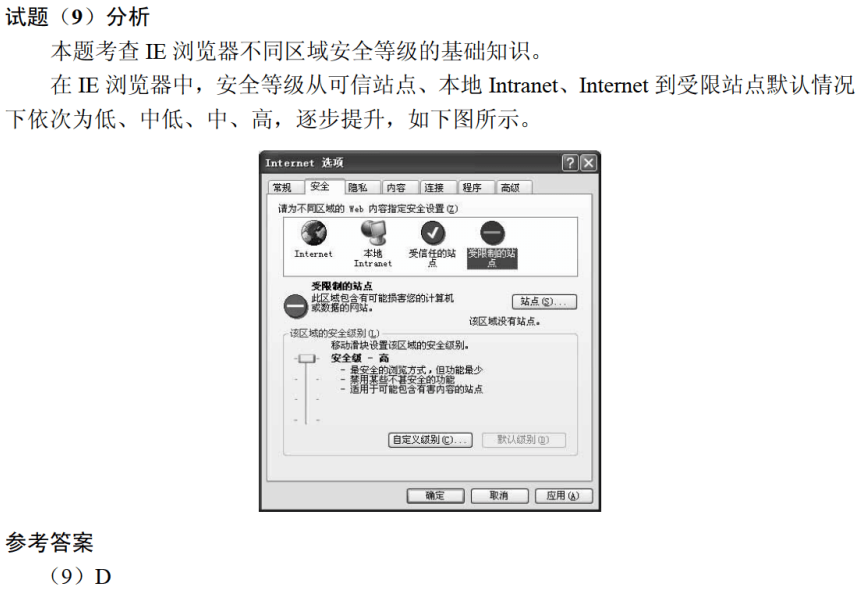 试题（9）分析
本题考查 IE 浏览器不同区域安全等级的基础知识。
在 IE 浏览器中，安全等级从可信站点、本地 Intranet、Internet 到受限站点默认情况
下依次为低、中低、中、高，逐步提升，如下图所示。
Internet 选项
常规 安全 隐私 内容 连接 程序 高级
请为不同区域的 Web 内容指定安全设置(Z)
Internet 本地 受信任的站 受限制的站
Intranet 点 点
受限制的站点
此区域包含有可能损害您的计算机
或数据的网站。
站点(S)...
该区域没有站点。
该区域的安全级别(L)
移动滑块设置该区域的安全级别。
安全级 - 高
- 最安全的浏览方式，但功能最少
- 禁用某些不甚安全的功能
- 适用于可能包含有害内容的站点
自定义级别(C)... 默认级别(D)
确定 取消 应用(A)
参考答案
（9）D